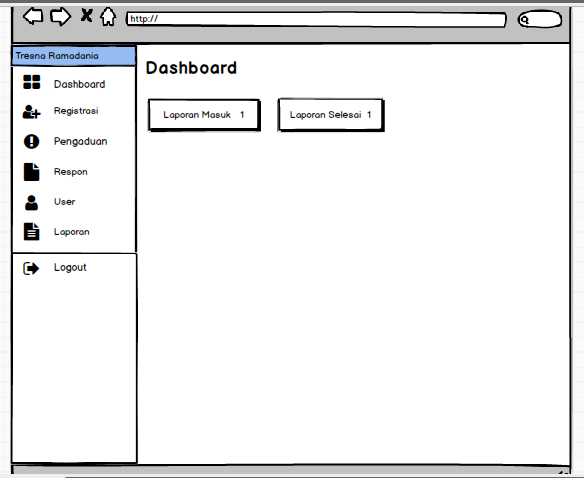 http://
Tresna Ramadania
Dashboard
Registrasi
Pengaduan
Respon
User
Laporan
Logout
Dashboard
Laporan Masuk 1
Laporan Selesai 1